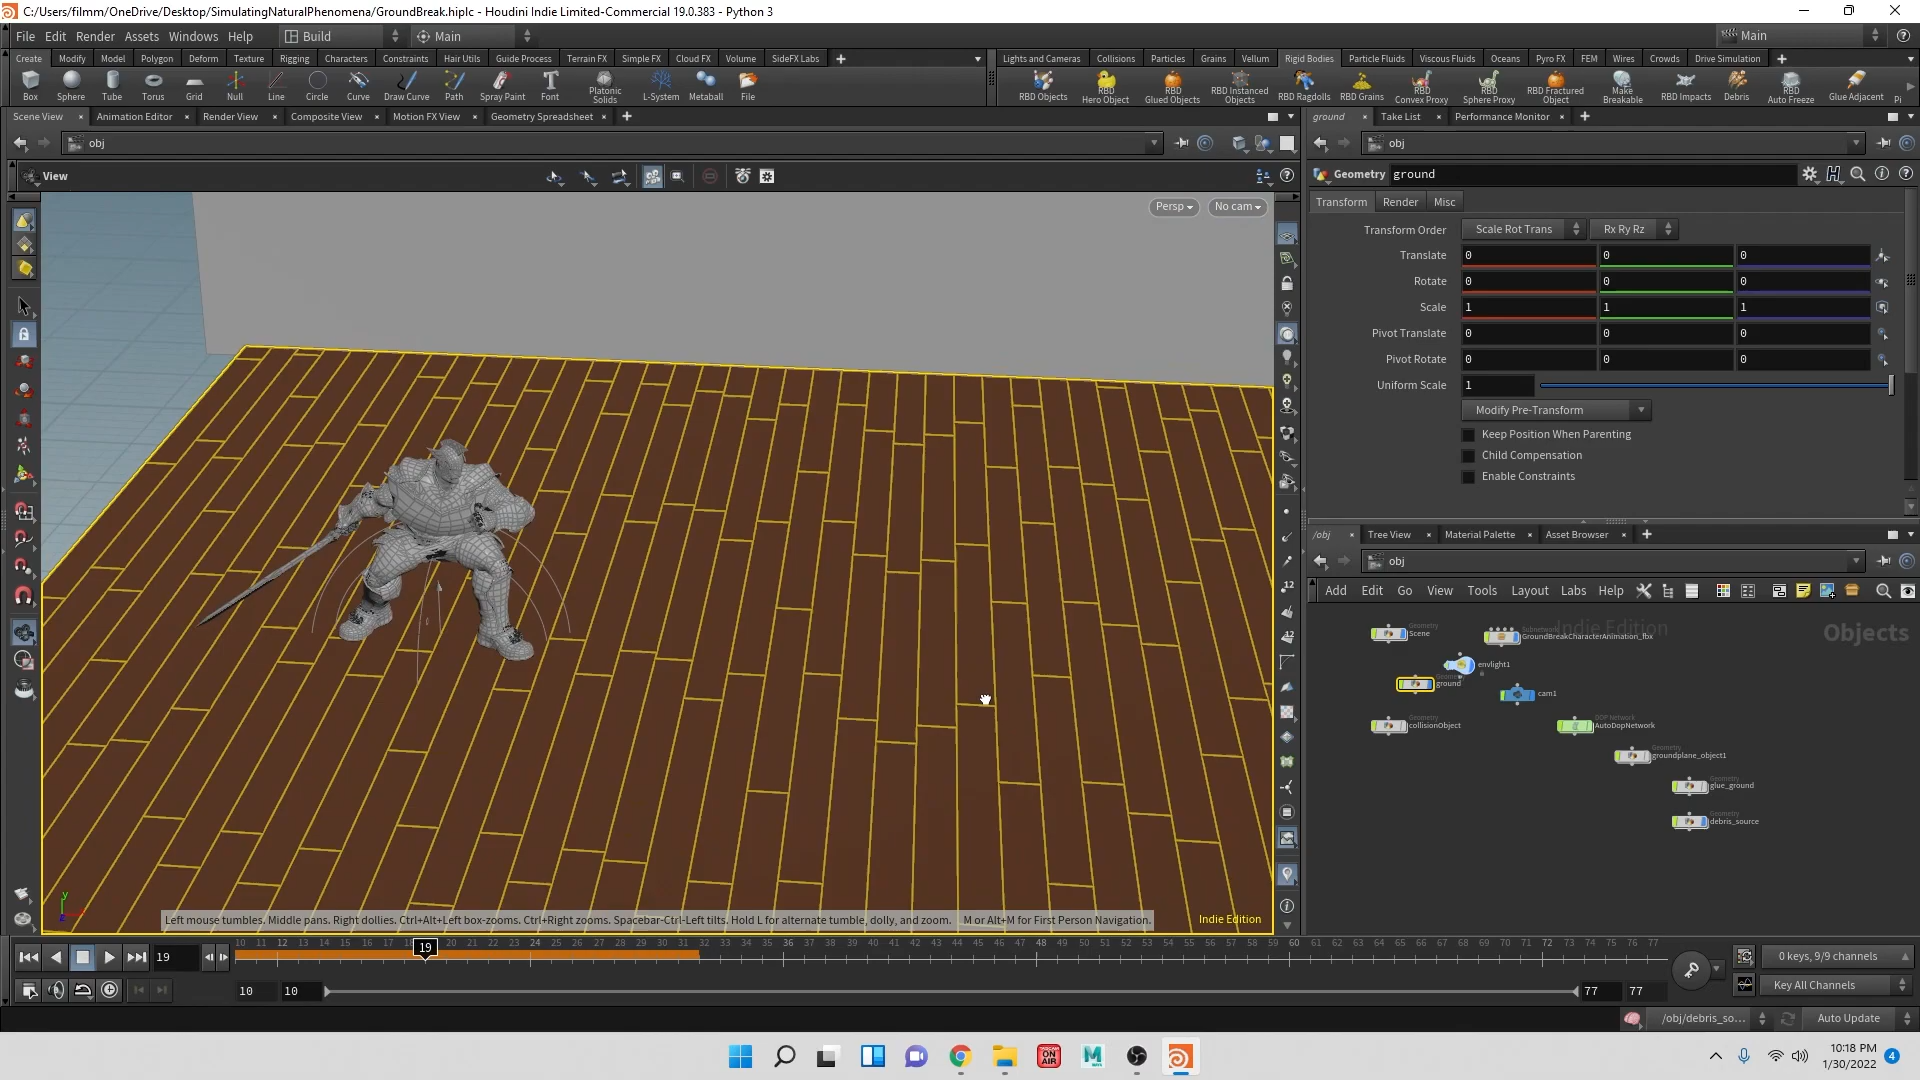 C:/Users/filmm/OneDrive/Desktop/SimulatingNaturalPhenomena/GroundBreak.hiplc - Houdini Indie Limited-Commercial 19.0.383 - Python 3
File Edit Render Assets Windows Help Build Main Main
Create Modify Model Polygon Deform Texture Rigging Characters Constraints Hair Utils Guide Process Terrain FX Simple FX Cloud FX Volume SideFX Labs
Lights and Cameras Collisions Particles Grains Vellum Rigid Bodies Particle Fluids Viscous Fluids Oceans Pyro FX FEM Wires Crowds Drive Simulation
Box Sphere Tube Torus Grid Null Line Circle Curve Draw Curve Path Spray Paint Font Platonic Solids L-System Metaball File
RBD Objects RBD Hero Object RBD Glued Objects RBD Instanced Objects RBD Ragdolls RBD Grains RBD Convex Proxy RBD Sphere Proxy RBD Fractured Object Make Breakable RBD Impacts Debris RBD Auto Freeze Glue Adjacent Pi
Scene View Animation Editor Render View Composite View Motion FX View Geometry Spreadsheet
ground Take List Performance Monitor
obj
obj
View
Geometry ground
Persp No cam
Transform Render Misc
Transform Order Scale Rot Trans Rx Ry Rz
Translate 0 0 0
Rotate 0 0 0
Scale 1 1 1
Pivot Translate 0 0 0
Pivot Rotate 0 0 0
Uniform Scale 1
Modify Pre-Transform
Keep Position When Parenting
Child Compensation
Enable Constraints
/obj Tree View Material Palette Asset Browser
obj
Add Edit Go View Tools Layout Labs Help
Indie Edition
Objects
Geometry
Scene
Subnetwork
GroundBreakCharacterAnimation_fbx
envlight1
Geometry
ground
cam1
Geometry
collisionObject
DOP Network
AutoDopNetwork
Geometry
groundplane_object1
Geometry
glue_ground
Geometry
debris_source
12
12
Left mouse tumbles. Middle pans. Right dollies. Ctrl+Alt+Left box-zooms. Ctrl+Right zooms. Spacebar-Ctrl-Left tilts. Hold L for alternate tumble, dolly, and zoom. M or Alt+M for First Person Navigation.
Indie Edition
10 11 12 13 14 15 16 17 18 19 20 21 22 23 24 25 26 27 28 29 30 31 32 33 34 35 36 37 38 39 40 41 42 43 44 45 46 47 48 49 50 51 52 53 54 55 56 57 58 59 60 61 62 63 64 65 66 67 68 69 70 71 72 73 74 75 76 77
19
0 keys, 9/9 channels
10 10 77 77
Key All Channels
/obj/debris_so... Auto Update
TASCAM ON AIR
M
10:18 PM
1/30/2022
4